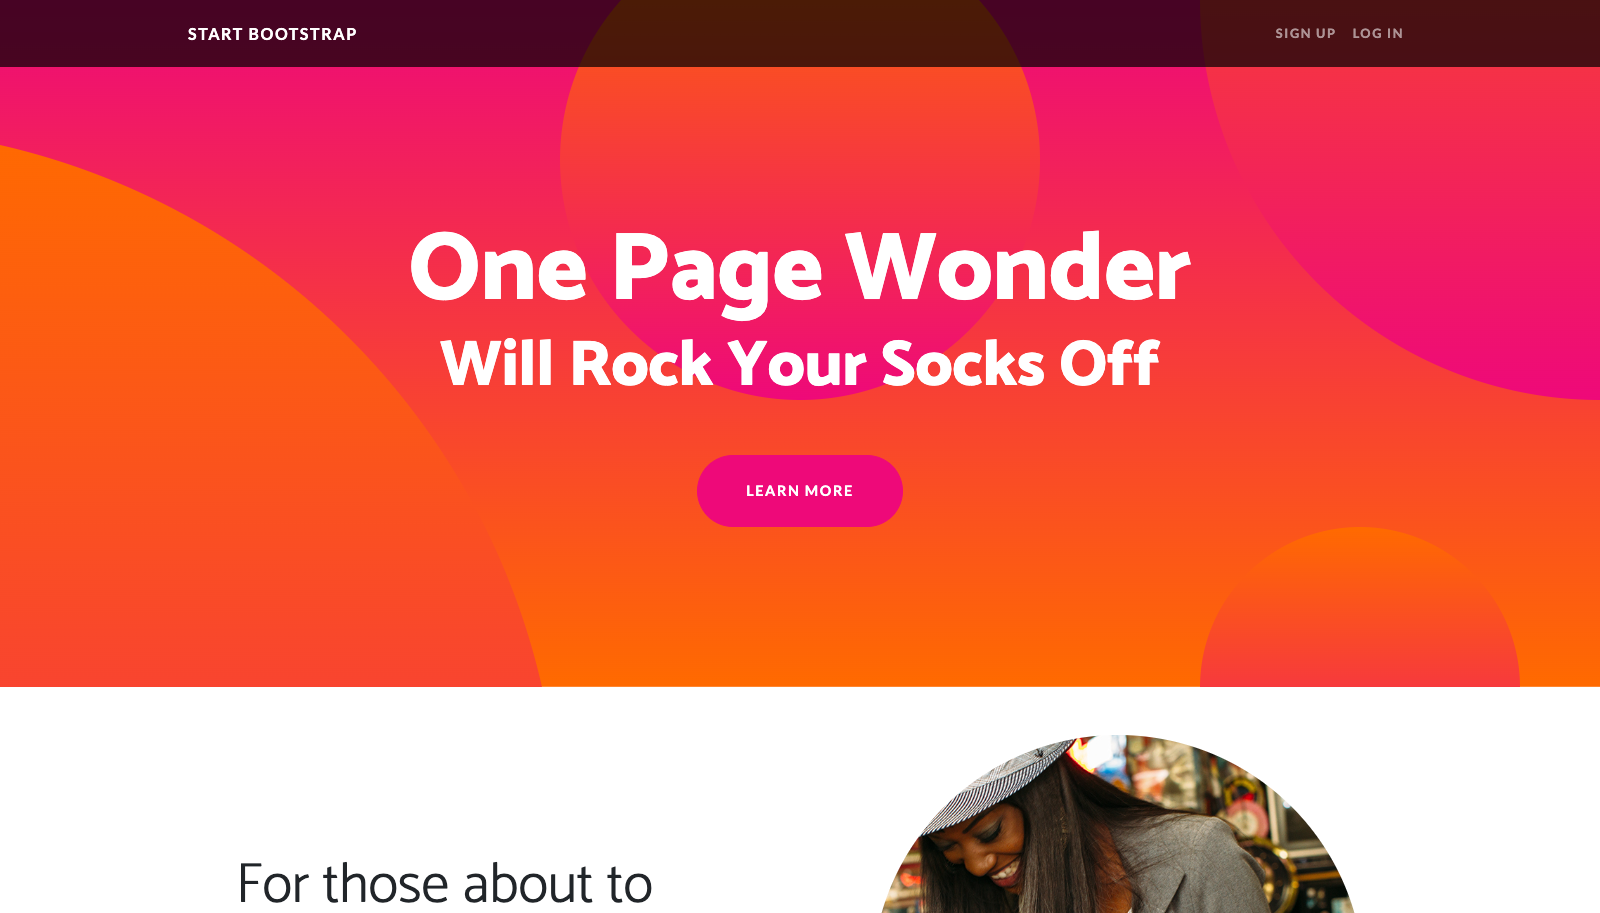 START BOOTSTRAP
SIGN UP LOG IN
One Page Wonder
Will Rock Your Socks Off
LEARN MORE
For those about to